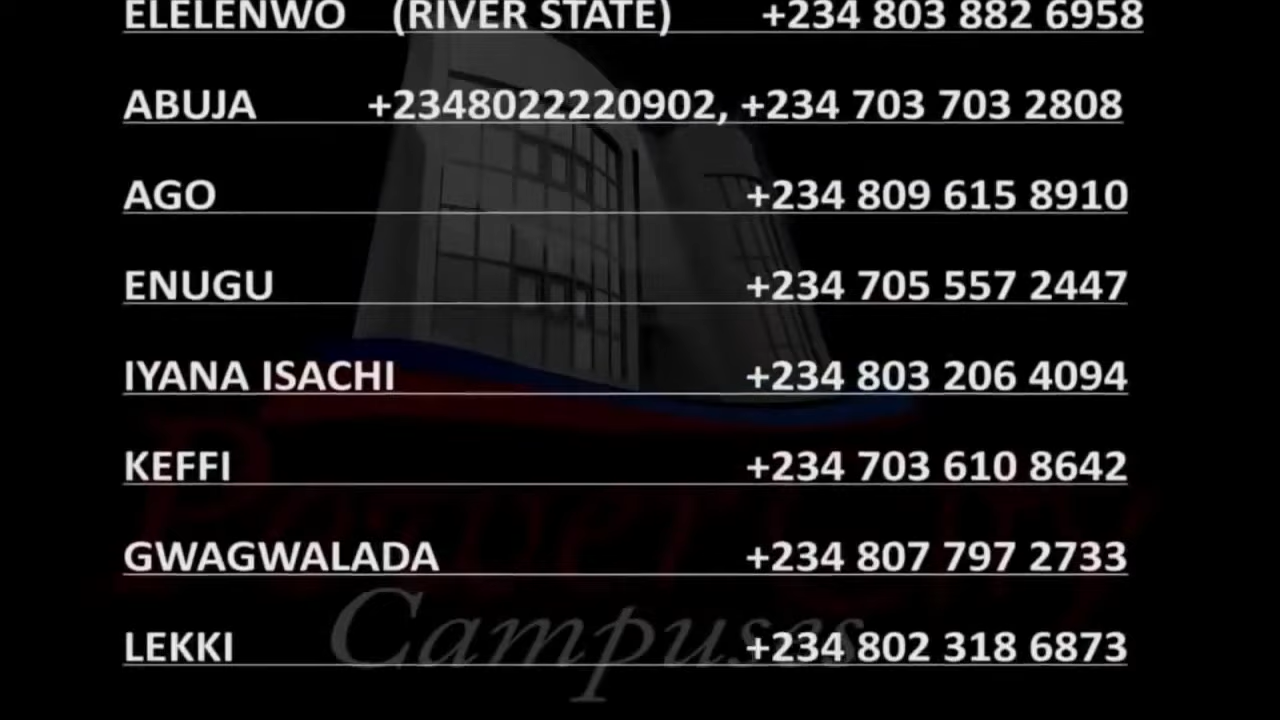 ELELENWO (RIVER STATE) +234 803 882 6958
ABUJA +2348022220902, +234 703 703 2808
AGO +234 809 615 8910
ENUGU +234 705 557 2447
IYANA ISACHI +234 803 206 4094
KEFFI +234 703 610 8642
PowerCity
GWAGWALADA +234 807 797 2733
Campuses
LEKKI +234 802 318 6873